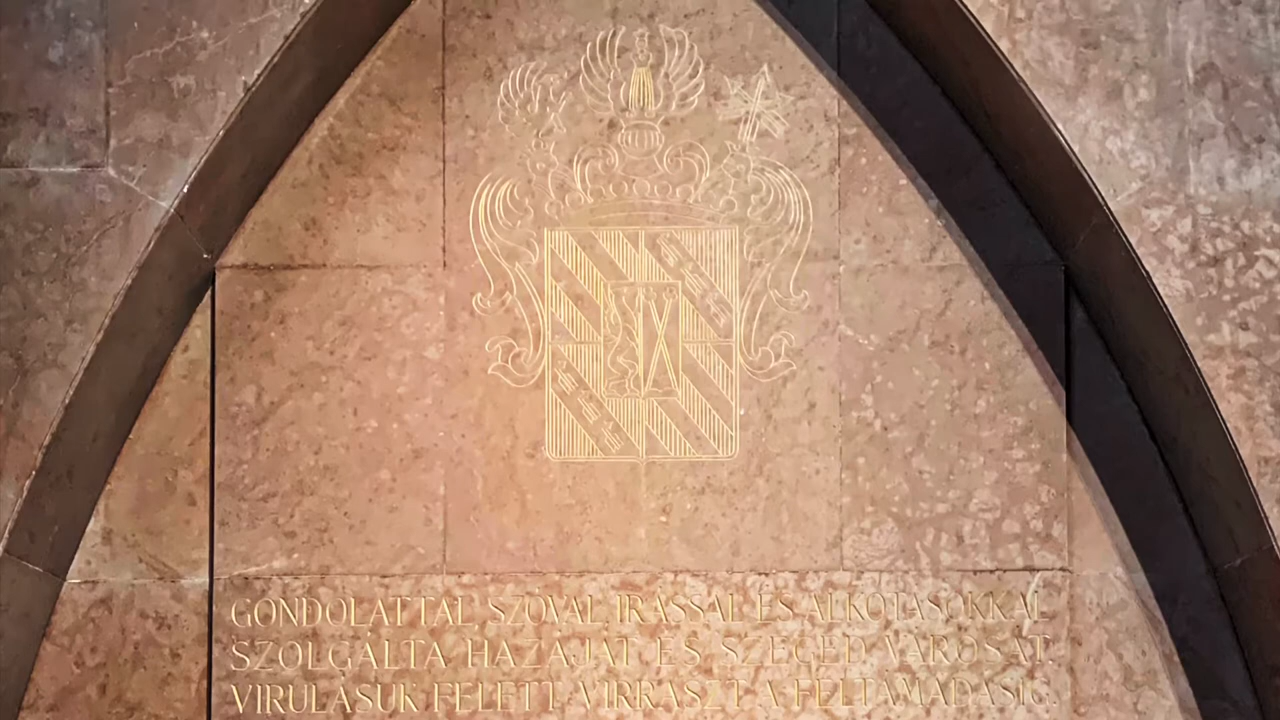 GONDOLATTAL, SZÓVAL, ÍRÁSSAL ÉS ALKOTÁSOKKAL
SZOLGÁLTA HAZÁJÁT ÉS SZEGED VÁROSÁT.
VIRULÁSUK FELETT VIRRASZT A FELTÁMADÁSIG.